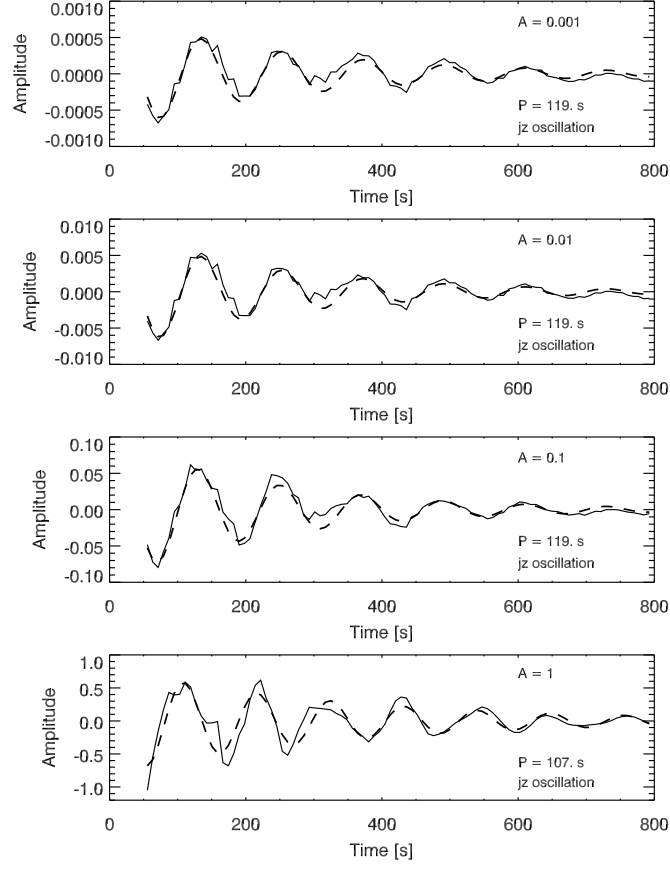 0.0010
A = 0.001
0.0005
0.0000
Amplitude
-0.0005
P = 119. s
jz oscillation
-0.0010
0 200 400 600 800
Time [s]
0.010
A = 0.01
0.005
0.000
Amplitude
-0.005
P = 119. s
jz oscillation
-0.010
0 200 400 600 800
Time [s]
0.10
A = 0.1
0.05
0.00
Amplitude
-0.05
P = 119. s
jz oscillation
-0.10
0 200 400 600 800
Time [s]
1.0
A = 1
0.5
0.0
Amplitude
-0.5
P = 107. s
jz oscillation
-1.0
0 200 400 600 800
Time [s]